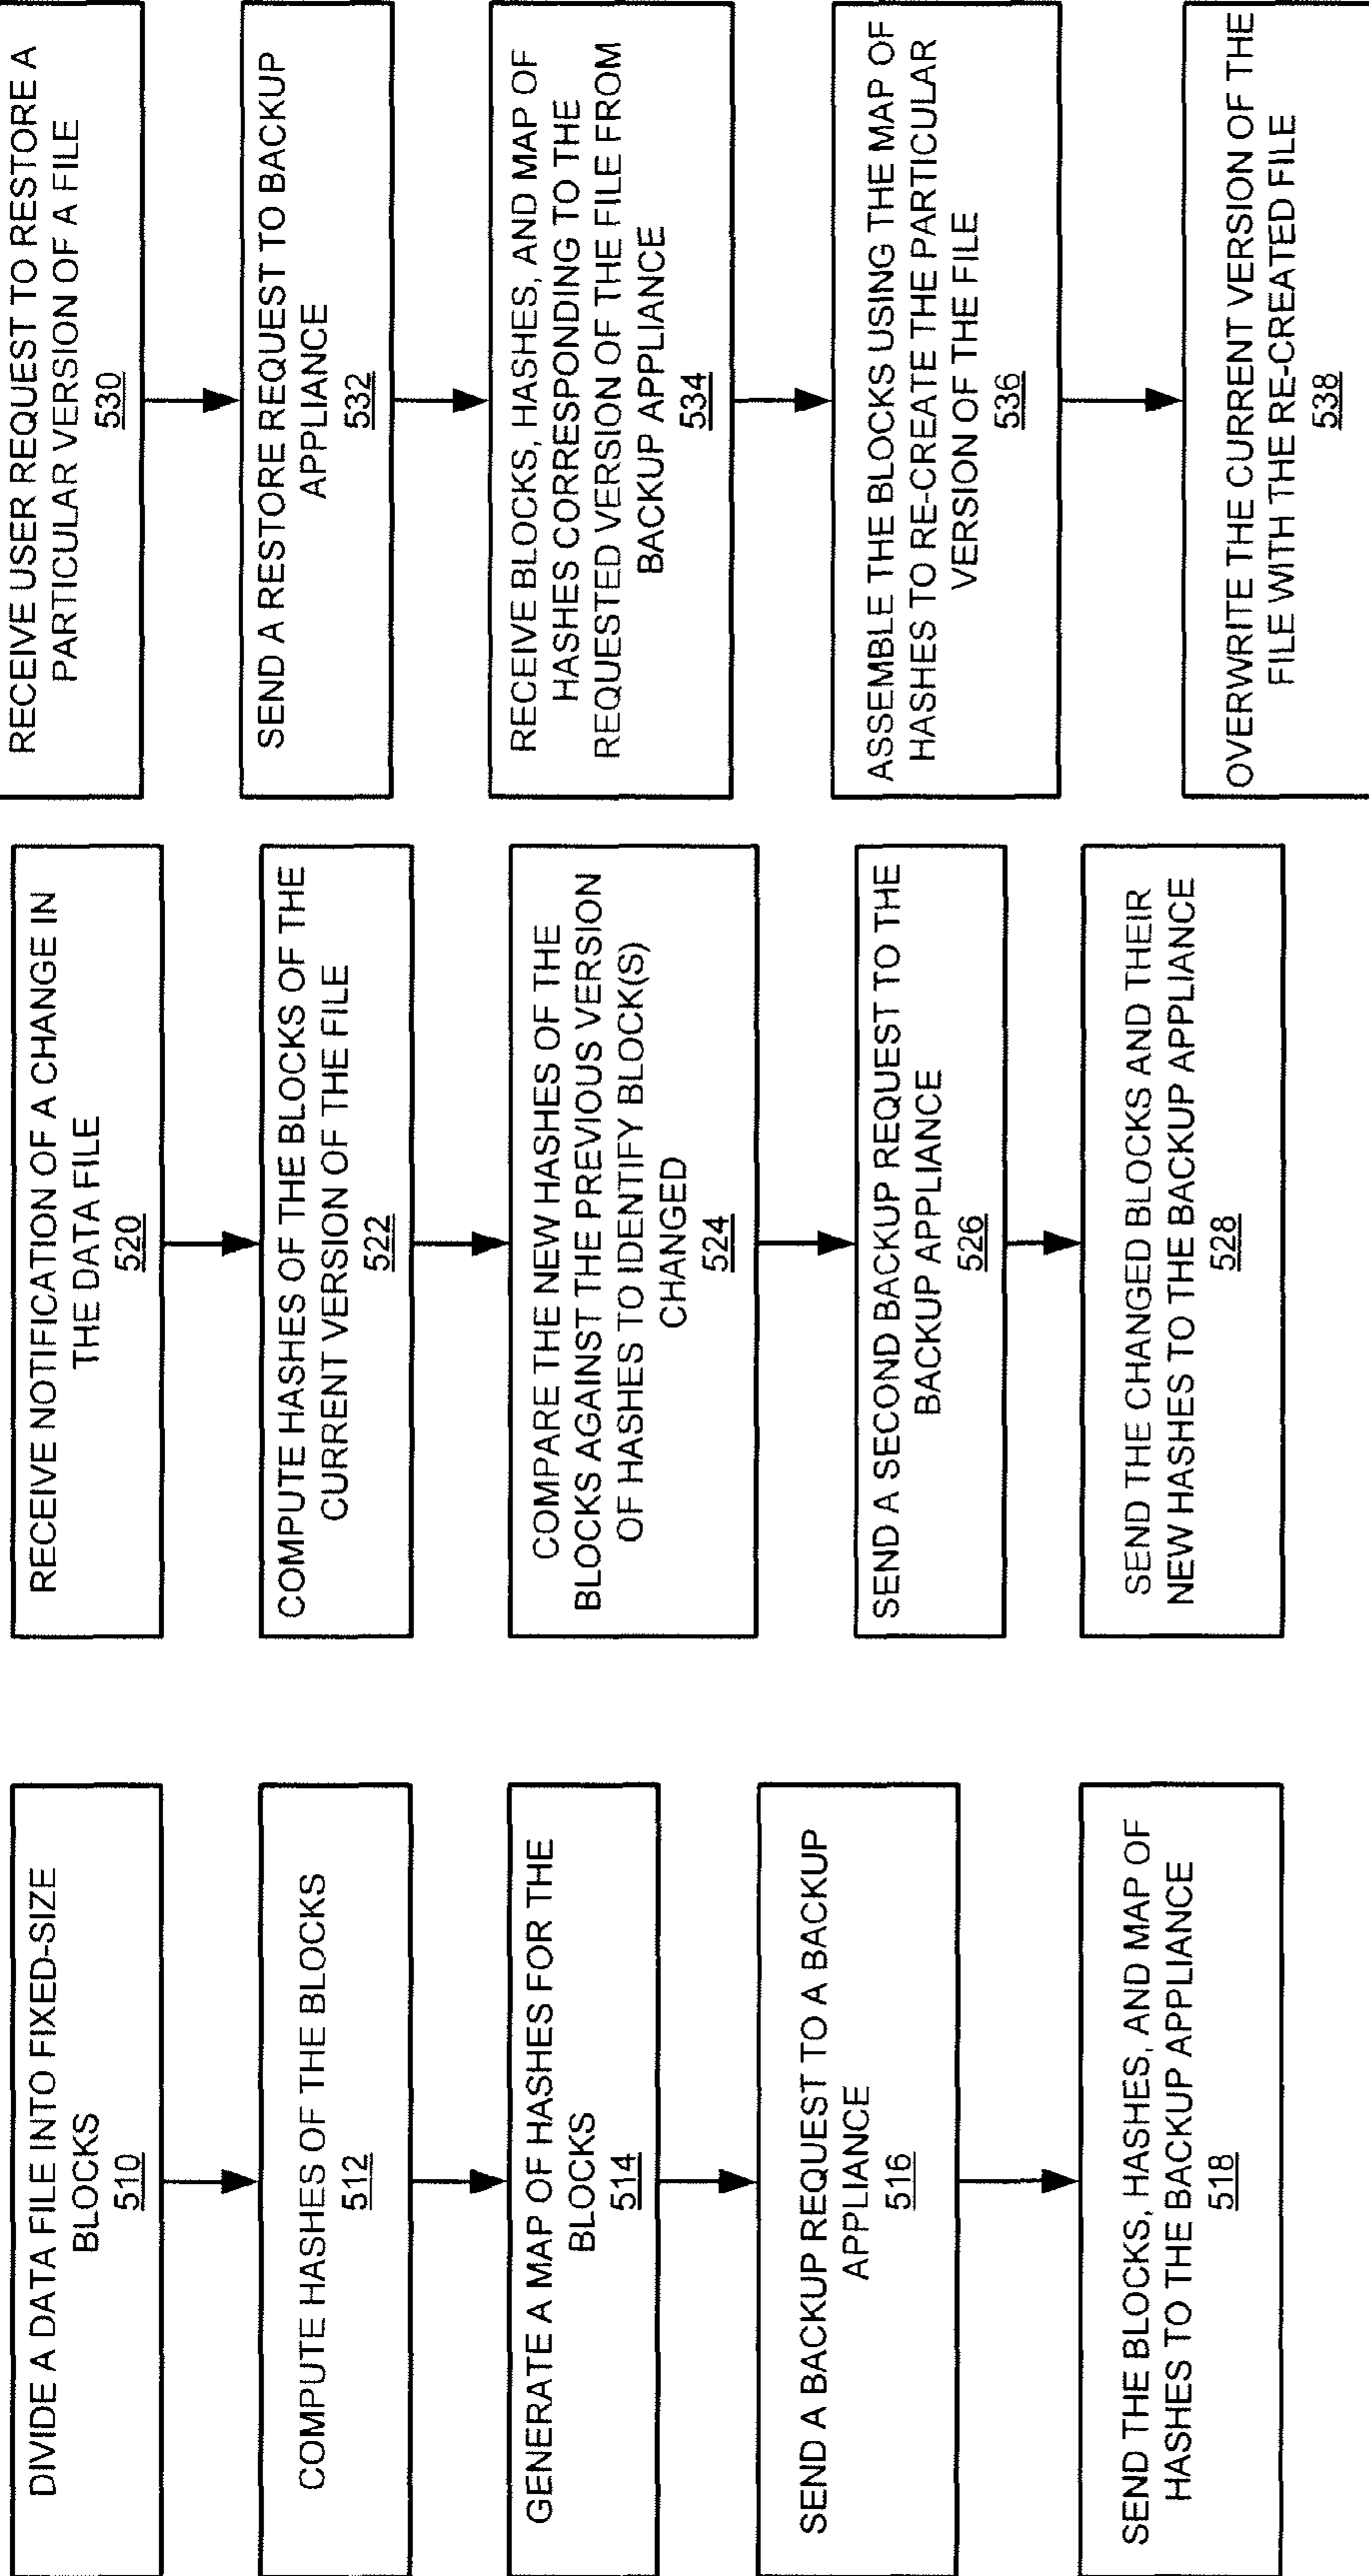 DIVIDE A DATA FILE INTO FIXED-SIZE
BLOCKS
510
COMPUTE HASHES OF THE BLOCKS
512
GENERATE A MAP OF HASHES FOR THE
BLOCKS
514
SEND A BACKUP REQUEST TO A BACKUP
APPLIANCE
516
SEND THE BLOCKS, HASHES, AND MAP OF
HASHES TO THE BACKUP APPLIANCE
518
RECEIVE NOTIFICATION OF A CHANGE IN
THE DATA FILE
520
COMPUTE HASHES OF THE BLOCKS OF THE
CURRENT VERSION OF THE FILE
522
COMPARE THE NEW HASHES OF THE
BLOCKS AGAINST THE PREVIOUS VERSION
OF HASHES TO IDENTIFY BLOCK(S)
CHANGED
524
SEND A SECOND BACKUP REQUEST TO THE
BACKUP APPLIANCE
526
SEND THE CHANGED BLOCKS AND THEIR
NEW HASHES TO THE BACKUP APPLIANCE
528
RECEIVE USER REQUEST TO RESTORE A
PARTICULAR VERSION OF A FILE
530
SEND A RESTORE REQUEST TO BACKUP
APPLIANCE
532
RECEIVE BLOCKS, HASHES, AND MAP OF
HASHES CORRESPONDING TO THE
REQUESTED VERSION OF THE FILE FROM
BACKUP APPLIANCE
534
ASSEMBLE THE BLOCKS USING THE MAP OF
HASHES TO RE-CREATE THE PARTICULAR
VERSION OF THE FILE
536
OVERWRITE THE CURRENT VERSION OF THE
FILE WITH THE RE-CREATED FILE
538